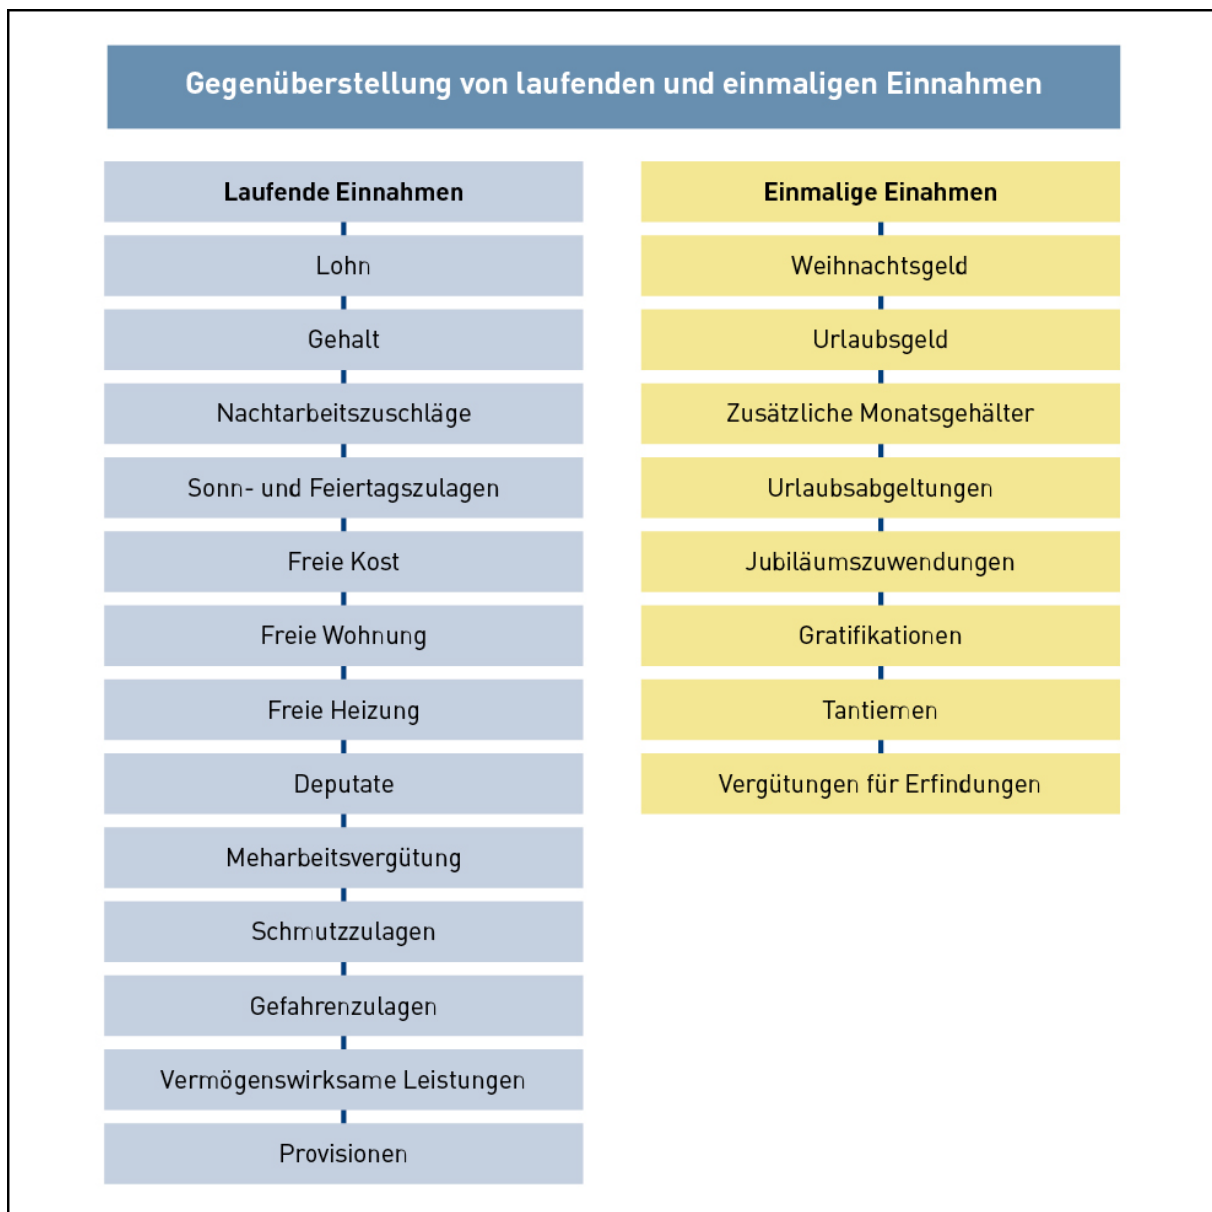 Gegenüberstellung von laufenden und einmaligen Einnahmen
Laufende Einnahmen
Lohn
Gehalt
Nachtarbeitszuschläge
Sonn- und Feiertagszulagen
Freie Kost
Freie Wohnung
Freie Heizung
Deputate
Meharbeitsvergütung
Schmutzzulagen
Gefahrenzulagen
Vermögenswirksame Leistungen
Provisionen
Einmalige Einahmen
Weihnachtsgeld
Urlaubsgeld
Zusätzliche Monatsgehälter
Urlaubsabgeltungen
Jubiläumszuwendungen
Gratifikationen
Tantiemen
Vergütungen für Erfindungen